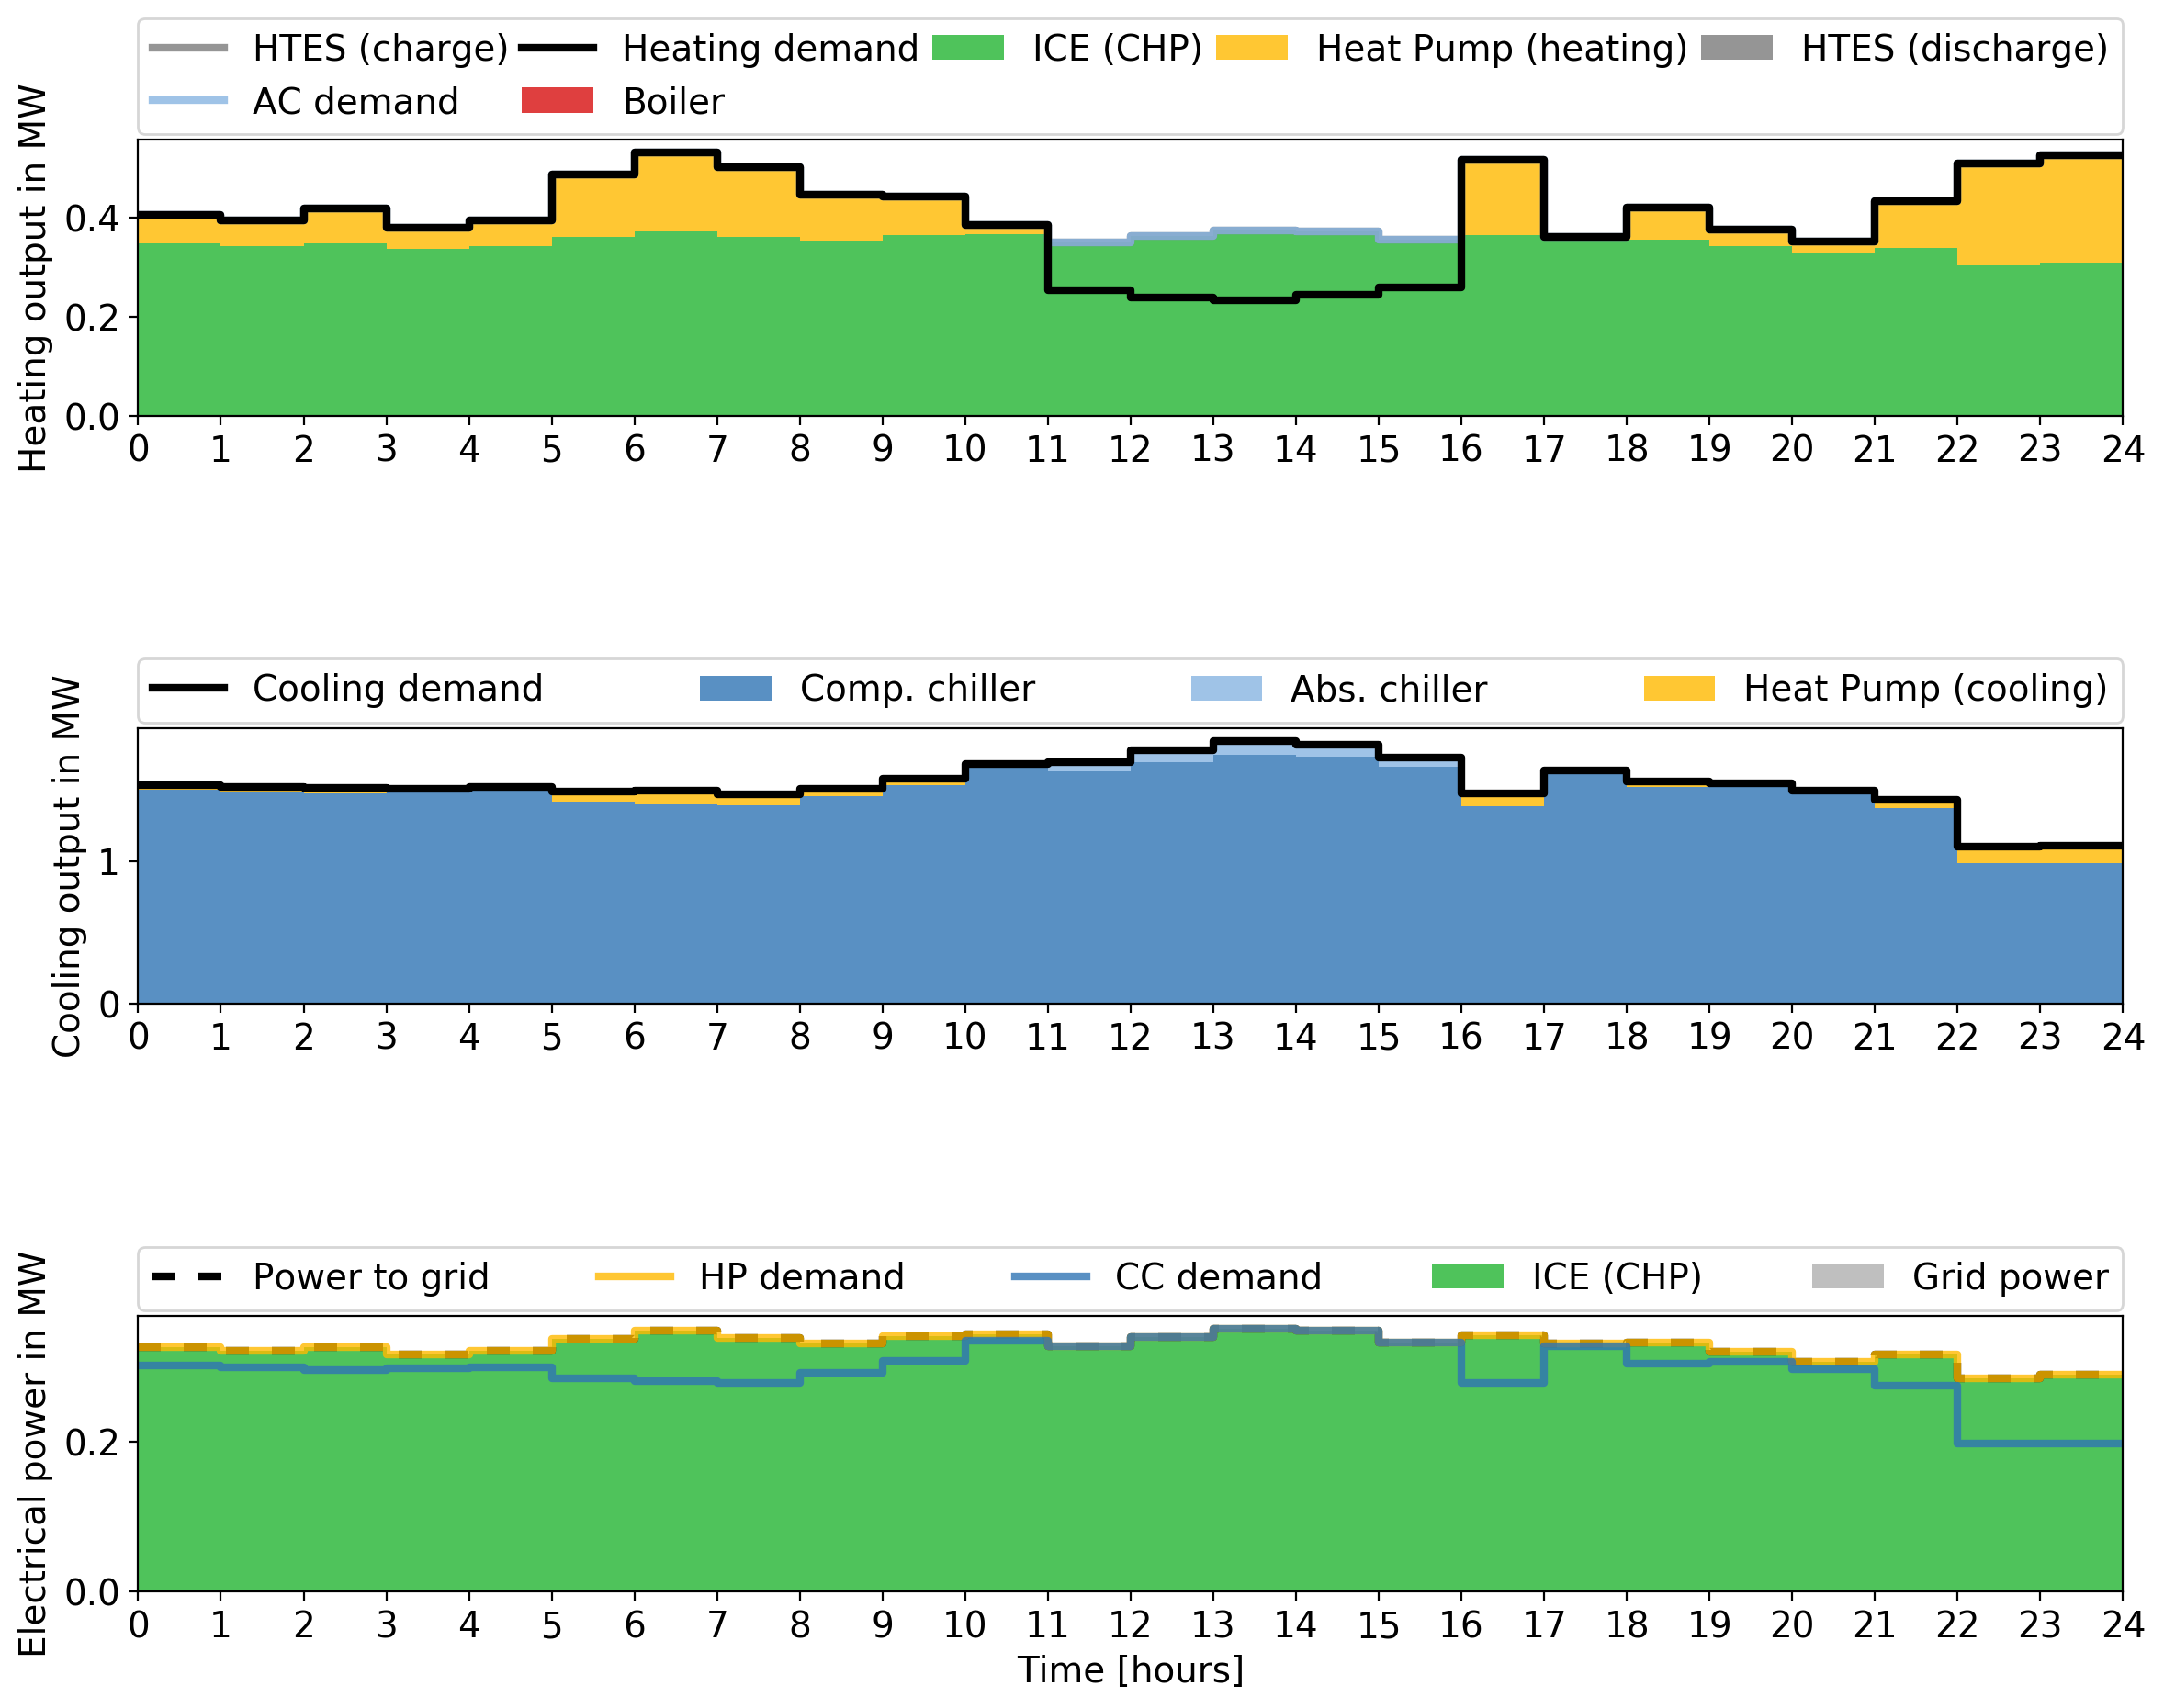 HTES (charge) Heating demand ICE (CHP) Heat Pump (heating) HTES (discharge)
AC demand Boiler
Heating output in MW
0.4
0.2
0.0
0 1 2 3 4 5 6 7 8 9 10 11 12 13 14 15 16 17 18 19 20 21 22 23 24
Cooling demand Comp. chiller Abs. chiller Heat Pump (cooling)
Cooling output in MW
1
0
0 1 2 3 4 5 6 7 8 9 10 11 12 13 14 15 16 17 18 19 20 21 22 23 24
Power to grid HP demand CC demand ICE (CHP) Grid power
Electrical power in MW
0.2
0.0
0 1 2 3 4 5 6 7 8 9 10 11 12 13 14 15 16 17 18 19 20 21 22 23 24
Time [hours]